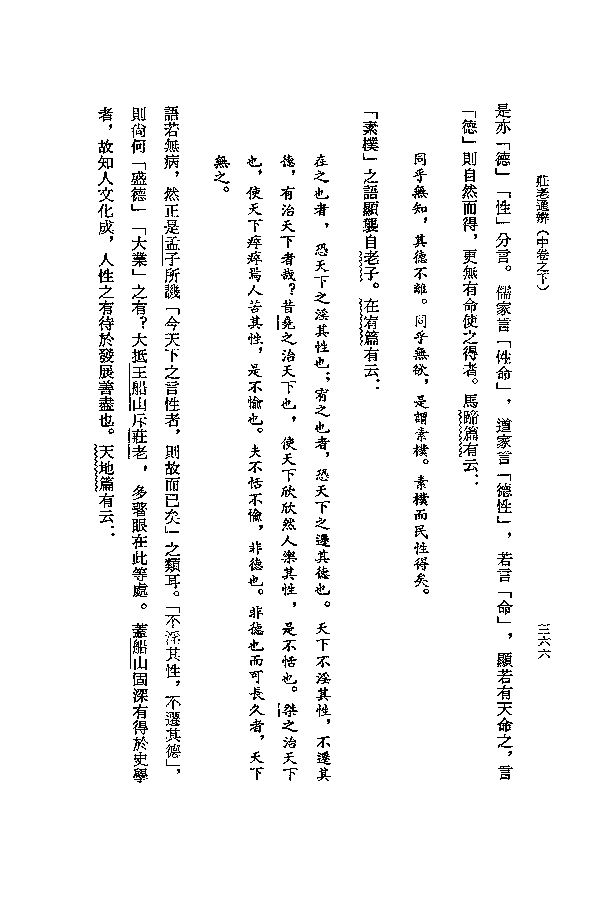 莊老通辨（中卷之下）
三六六
是亦「德」「性」分言。儒家言「性命」，道家言「德性」，若言「命」，顯若有天命之，言
「德」則自然而得，更無有命使之得者。馬蹄篇有云：
同乎無知，其德不離。同乎無欲，是謂素樸。素樸而民性得矣。
「素樸」之語顯襲自老子。在宥篇有云：
在之也者，恐天下之淫其性也；宥之也者，恐天下之遷其德也。天下不淫其性，不遷其
德，有治天下者哉？昔堯之治天下也，使天下欣欣然人樂其性，是不恬也。桀之治天下
也，使天下瘁瘁焉人苦其性，是不愉也。夫不恬不愉，非德也。非德也而可長久者，天下
無之。
語若無病，然正是孟子所譏「今天下之言性者，則故而已矣」之類耳。「不淫其性，不遷其德」，
則尚何「盛德」「大業」之有？大抵王船山斥莊老，多著眼在此等處。蓋船山固深有得於史學
者，故知人文化成，人性之有待於發展善盡也。天地篇有云：